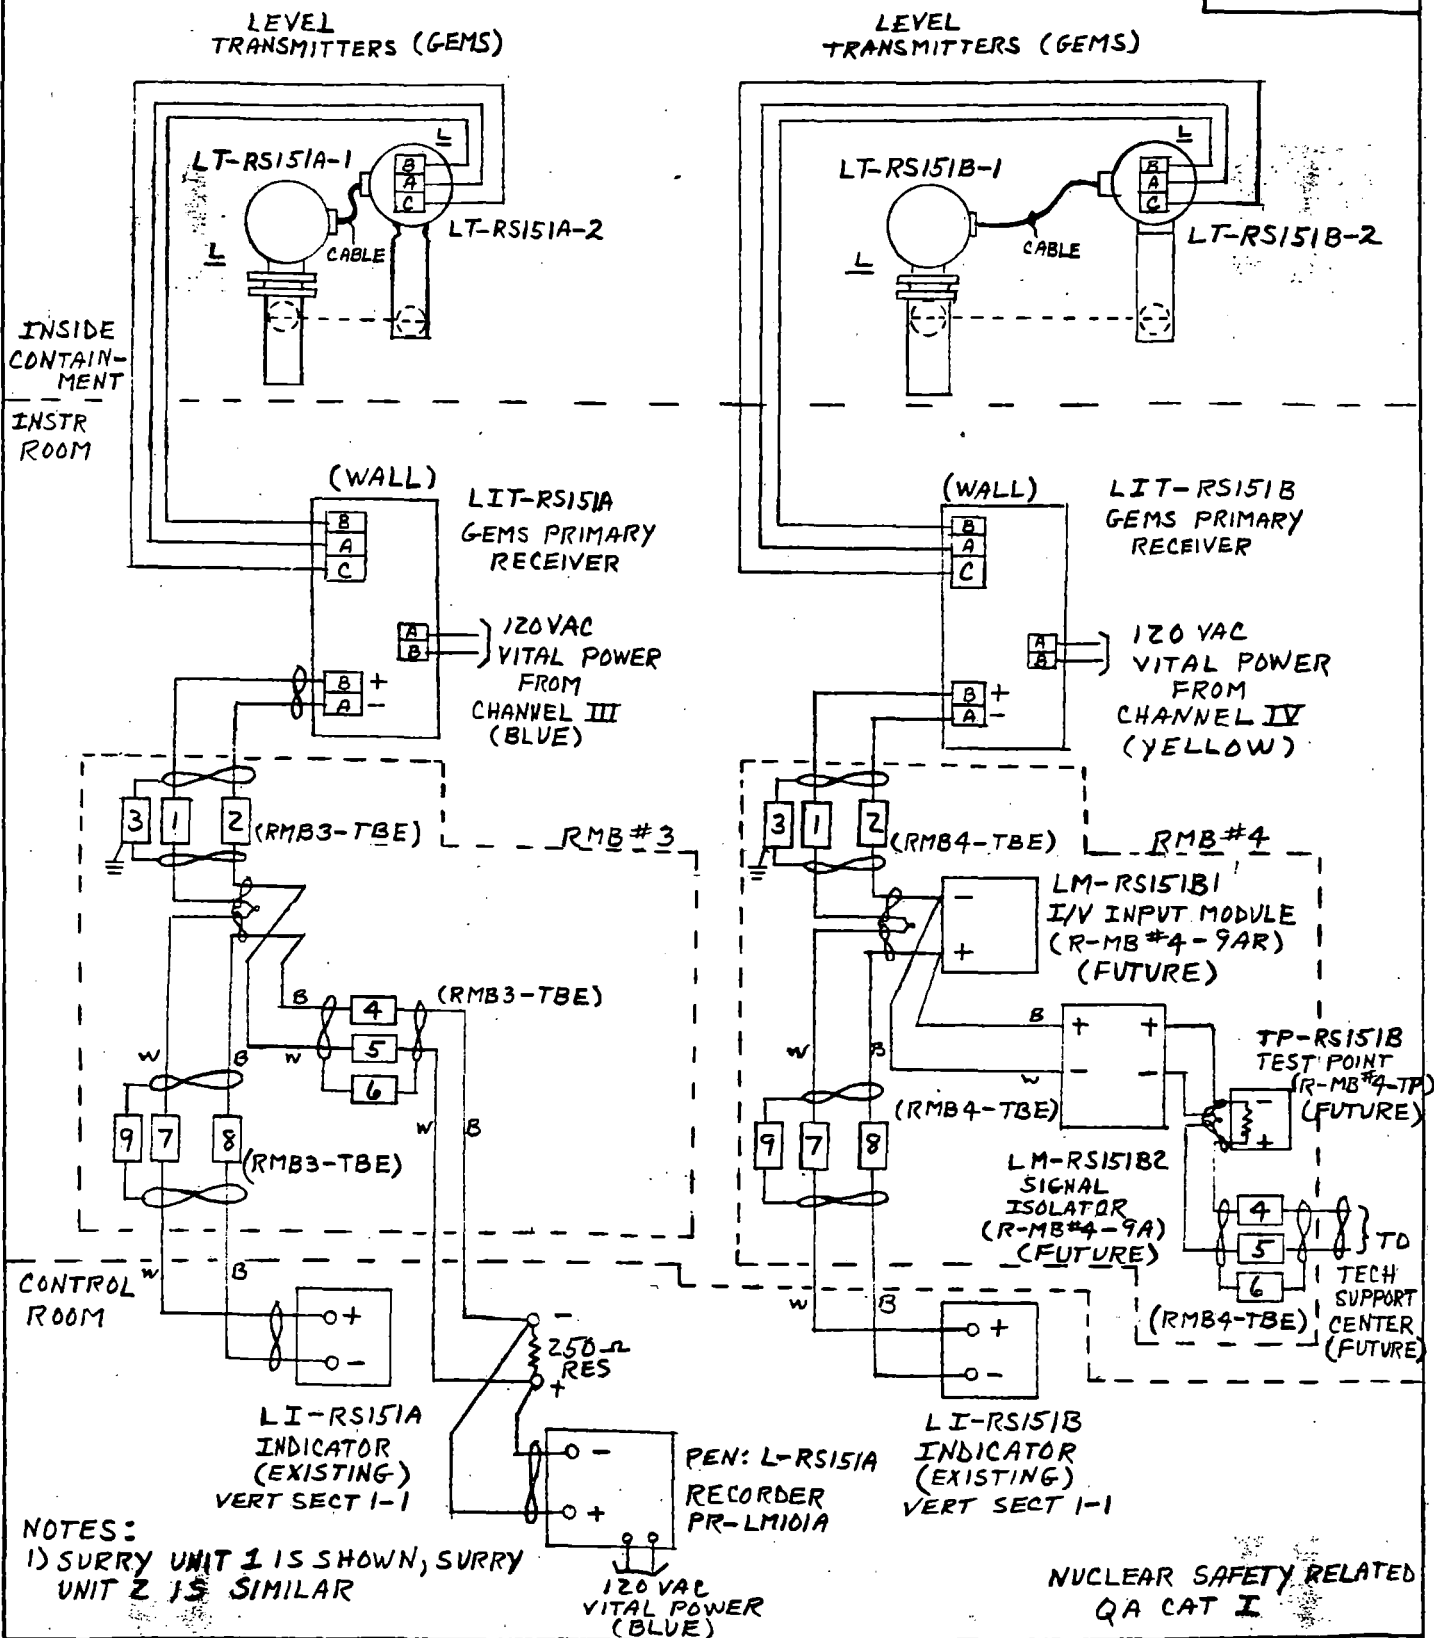 LEVEL
TRANSMITTERS (GEMS)
LEVEL
TRANSMITTERS (GEMS)
L
LT-RS151A-1
B
A
C
LT-RS151A-2
L
CABLE
L
LT-RS151B-1
B
A
C
LT-RS151B-2
L
CABLE
INSIDE
CONTAIN-
MENT
INSTR
ROOM
(WALL)
LIT-RS151A
GEMS PRIMARY
RECEIVER
B
A
C
A
B
120VAC
VITAL POWER
FROM
CHANNEL III
(BLUE)
B +
A -
(WALL)
LIT-RS151B
GEMS PRIMARY
RECEIVER
B
A
C
A
B
120 VAC
VITAL POWER
FROM
CHANNEL IV
(YELLOW)
B +
A -
3 1 2
(RMB3-TBE)
RMB #3
B
4
(RMB3-TBE)
W
5
6
W
B
9 7 8
(RMB3-TBE)
W
B
3 1 2
(RMB4-TBE)
RMB #4
-
+
LM-RS151B1
I/V INPUT MODULE
(R-MB #4-9AR)
(FUTURE)
B
W
+ +
- -
TP-RS151B
TEST POINT
(R-MB #4-TP)
(FUTURE)
-
+
W
B
(RMB4-TBE)
9 7 8
LM-RS151B2
SIGNAL
ISOLATOR
(R-MB#4-9A)
(FUTURE)
4
5
6
(RMB4-TBE)
TO
TECH
SUPPORT
CENTER
(FUTURE)
CONTROL
ROOM
W
B
+
-
LI-RS151A
INDICATOR
(EXISTING)
VERT SECT 1-1
-
250 Ω
RES
+
-
+
PEN: L-RS151A
RECORDER
PR-LM101A
120 VAC
VITAL POWER
(BLUE)
W
B
+
-
LI-RS151B
INDICATOR
(EXISTING)
VERT SECT 1-1
NOTES:
1) SURRY UNIT 1 IS SHOWN, SURRY
UNIT 2 IS SIMILAR
NUCLEAR SAFETY RELATED
QA CAT I